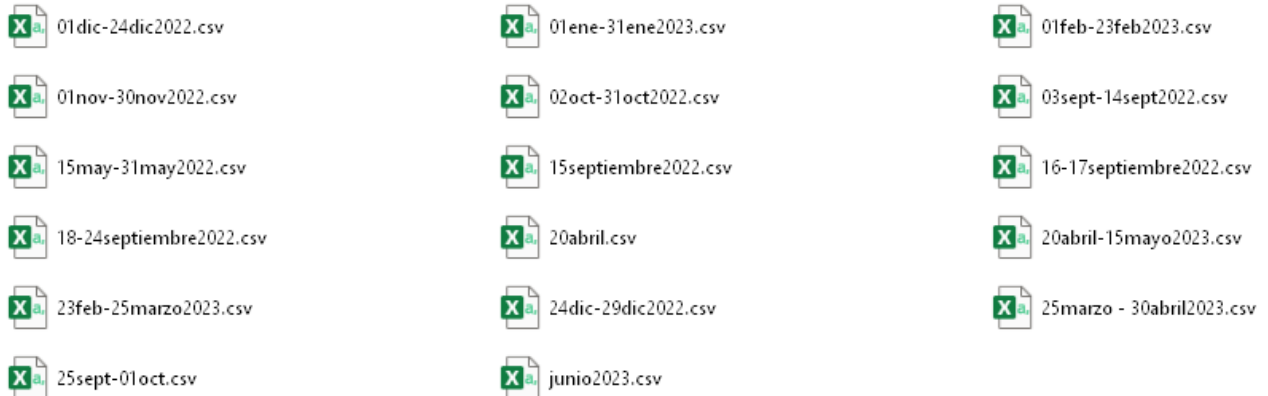 01dic-24dic2022.csv
01ene-31ene2023.csv
01feb-23feb2023.csv
01nov-30nov2022.csv
02oct-31oct2022.csv
03sept-14sept2022.csv
15may-31may2022.csv
15septiembre2022.csv
16-17septiembre2022.csv
18-24septiembre2022.csv
20abril.csv
20abril-15mayo2023.csv
23feb-25marzo2023.csv
24dic-29dic2022.csv
25marzo - 30abril2023.csv
25sept-01oct.csv
junio2023.csv